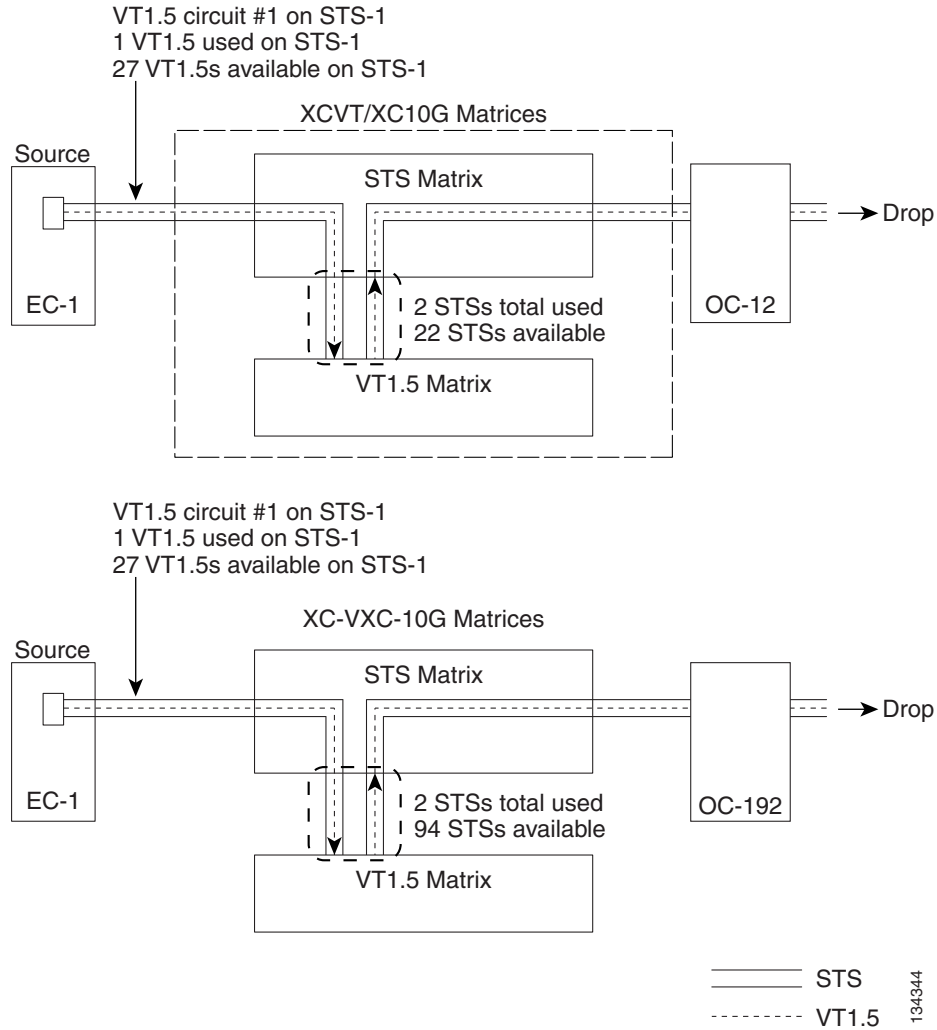 VT1.5 circuit #1 on STS-1
1 VT1.5 used on STS-1
27 VT1.5s available on STS-1
XCVT/XC10G Matrices
Source
STS Matrix
Drop
EC-1
2 STSs total used
22 STSs available
OC-12
VT1.5 Matrix
VT1.5 circuit #1 on STS-1
1 VT1.5 used on STS-1
27 VT1.5s available on STS-1
XC-VXC-10G Matrices
Source
STS Matrix
Drop
EC-1
2 STSs total used
94 STSs available
OC-192
VT1.5 Matrix
STS
VT1.5
134344